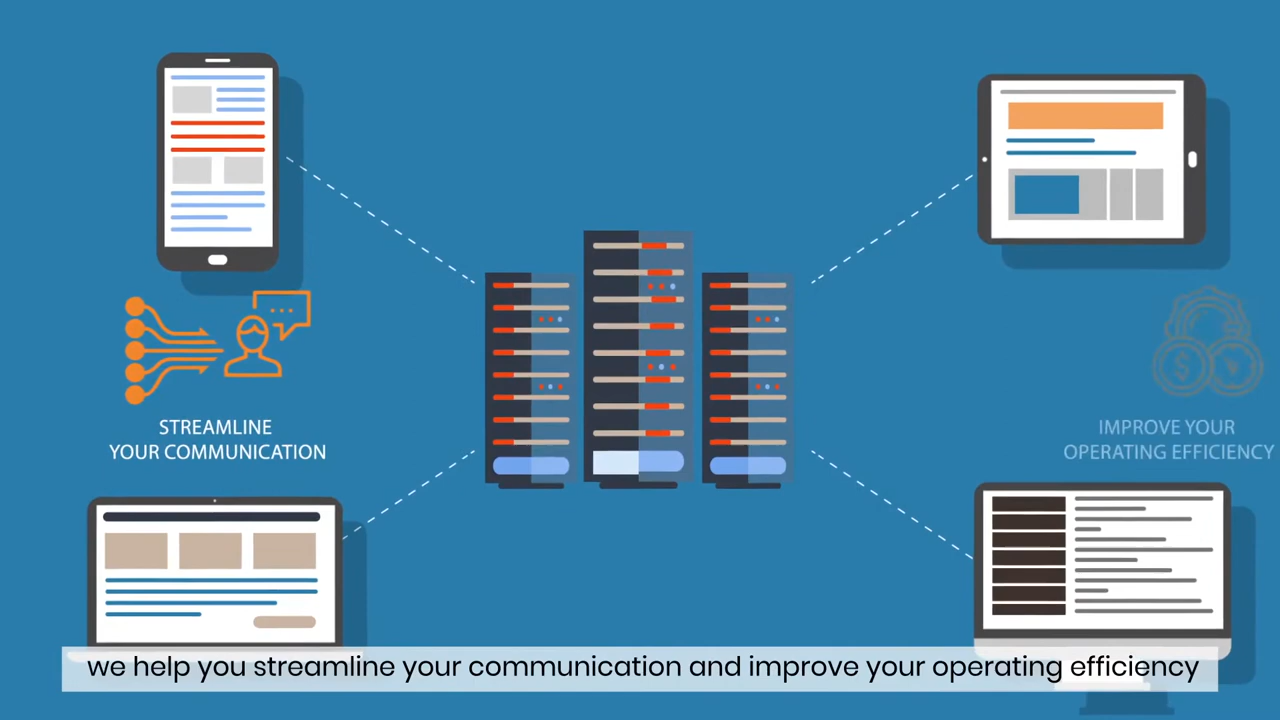 STREAMLINE
YOUR COMMUNICATION
IMPROVE YOUR
OPERATING EFFICIENCY
$
we help you streamline your communication and improve your operating efficiency